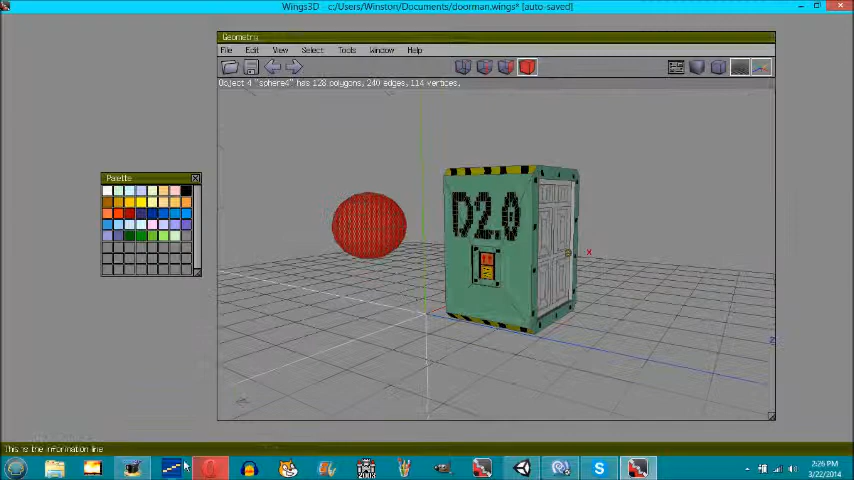 Wings3D - c:/Users/Winston/Documents/doorman.wings* [auto-saved]
Geometry
File Edit View Select Tools Window Help
Object 4 "sphere4" has 128 polygons, 240 edges, 114 vertices.
Palette
D2.0
X
Z
This is the information line
2003
2:26 PM
3/22/2014